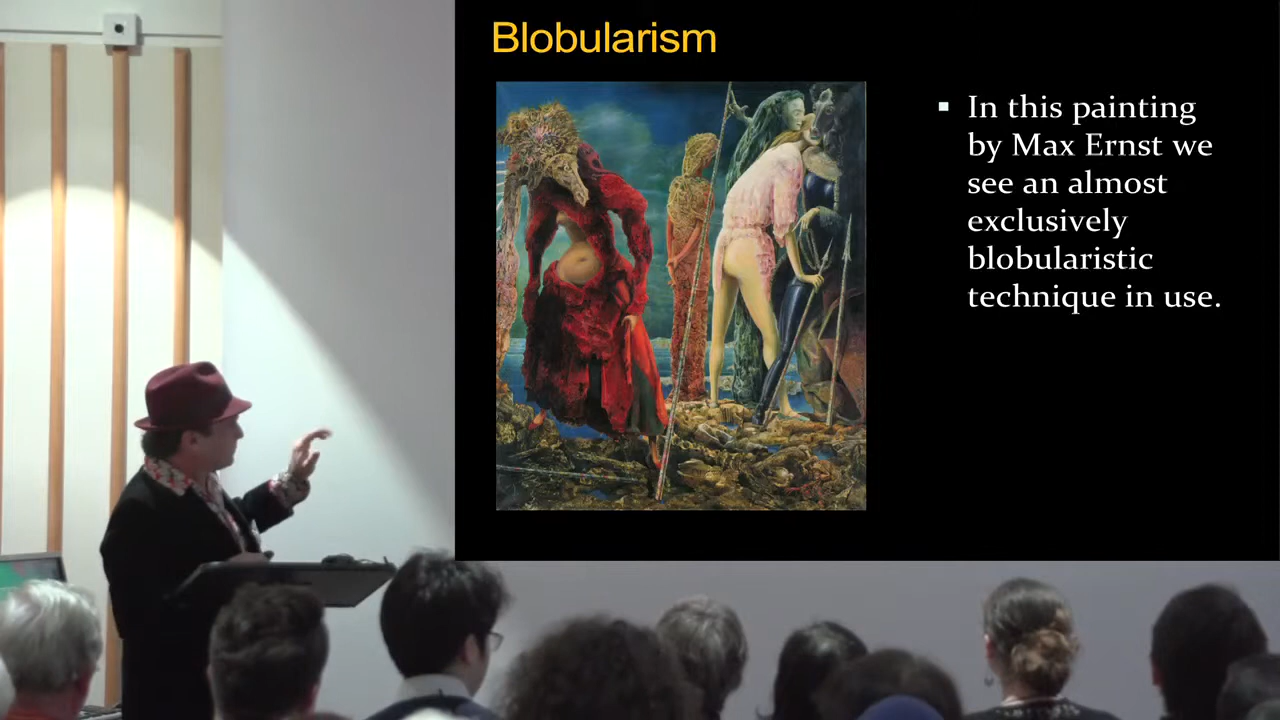 Blobularism
▪ In this painting
by Max Ernst we
see an almost
exclusively
blobularistic
technique in use.